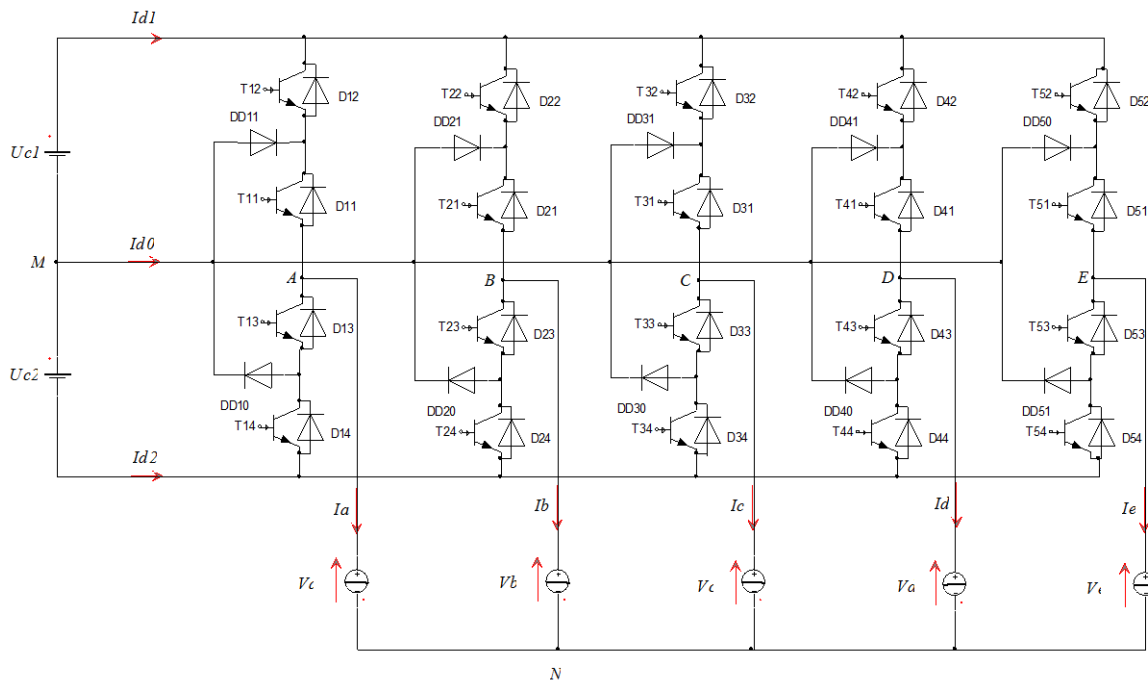 Id1
T12 D12 T22 D22 T32 D32 T42 D42 T52 D52
DD11 DD21 DD31 DD41 DD50
Uc1
T11 D11 T21 D21 T31 D31 T41 D41 T51 D51
Id0
M A B C D E
T13 D13 T23 D23 T33 D33 T43 D43 T53 D53
Uc2
DD10 DD20 DD30 DD40 DD51
T14 D14 T24 D24 T34 D34 T44 D44 T54 D54
Id2
Ia Ib Ic Id Ie
Vb Ve
N